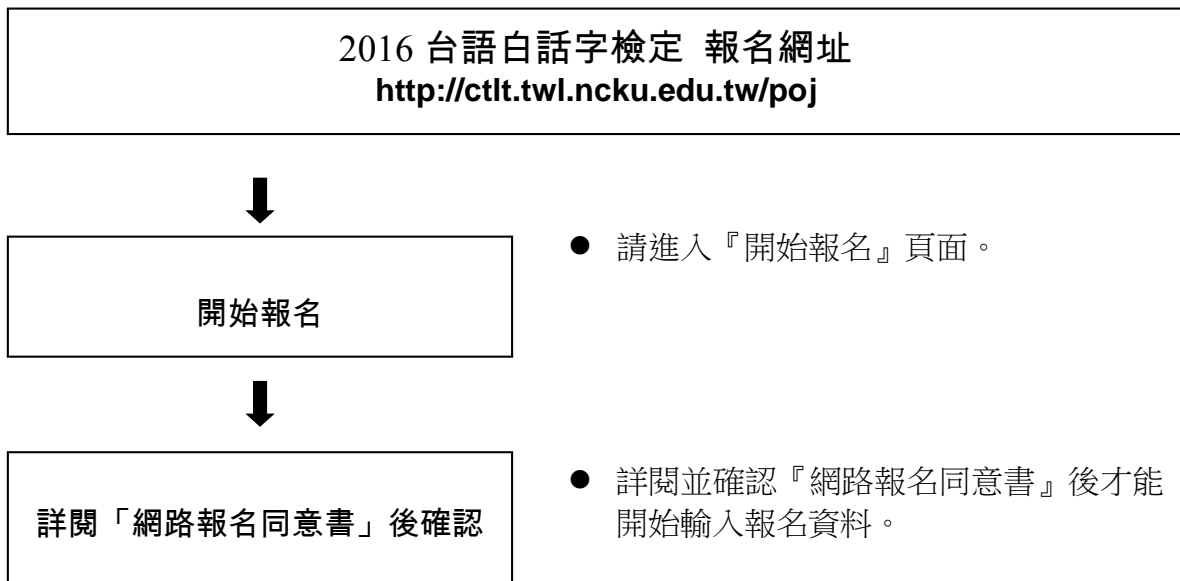 2016 台語白話字檢定 報名網址
http://ctlt.twl.ncku.edu.tw/poj
開始報名
● 請進入『開始報名』頁面。
詳閱「網路報名同意書」後確認
● 詳閱並確認『網路報名同意書』後才能
開始輸入報名資料。